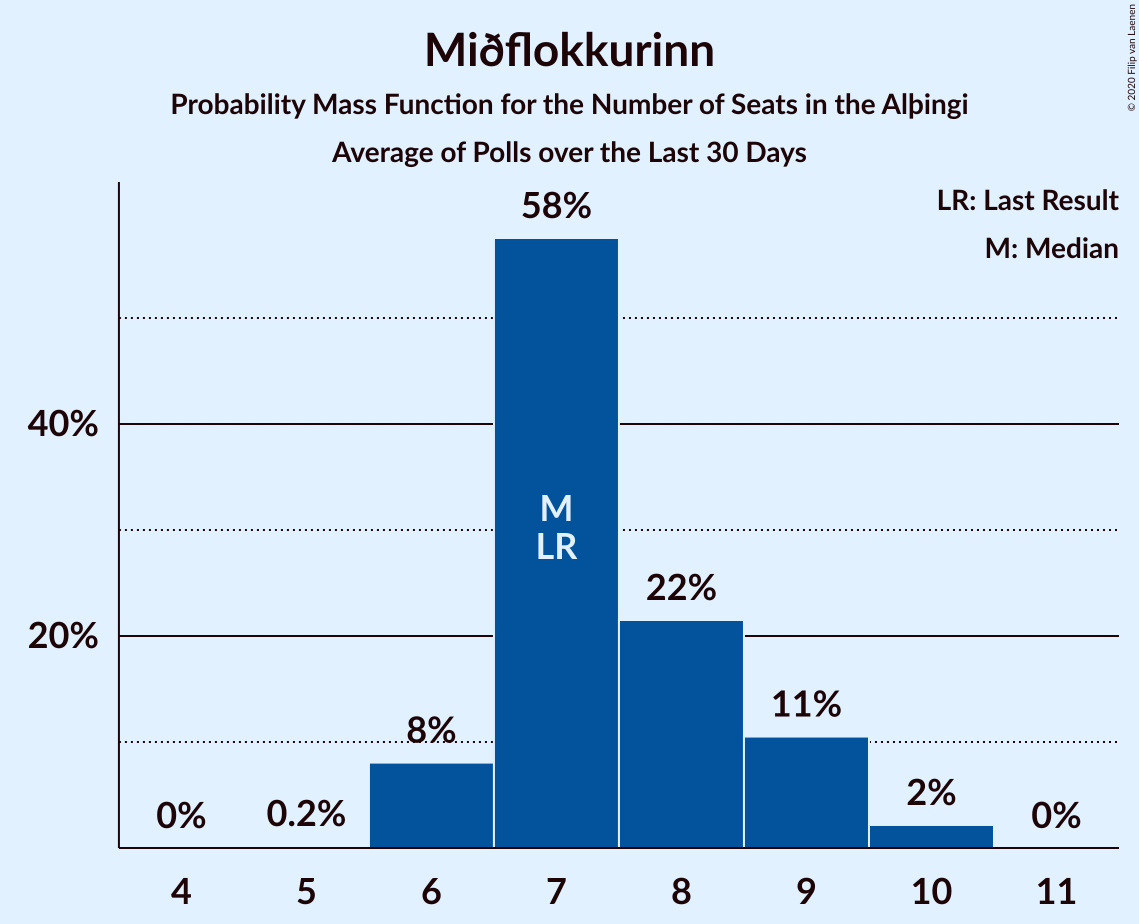 Miðflokkurinn
Probability Mass Function for the Number of Seats in the Alþingi
Average of Polls over the Last 30 Days
© 2020 Filip van Laenen
LR: Last Result
M: Median
58%
40%
M
LR
22%
20%
11%
8%
2%
0%
0.2%
0%
4 5 6 7 8 9 10 11